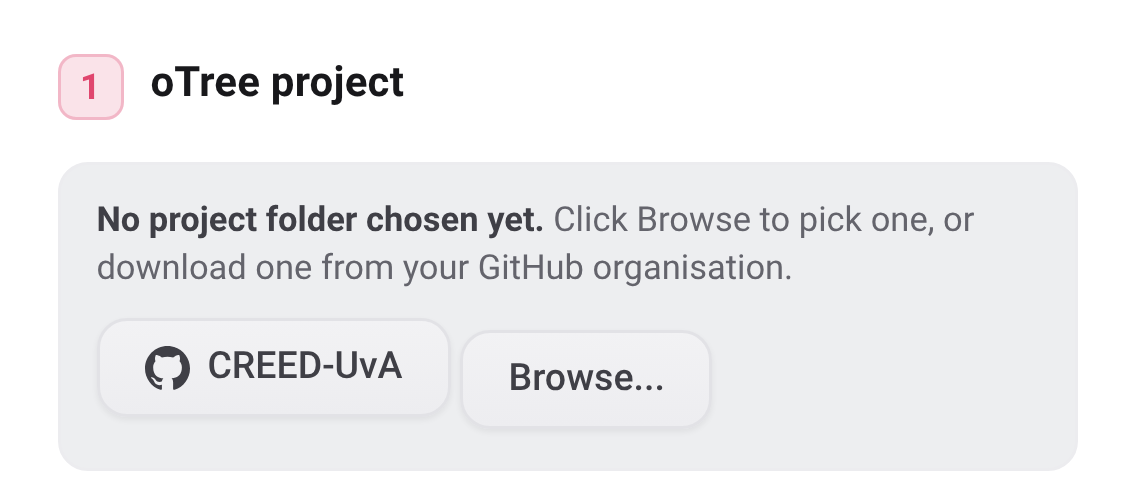 1 oTree project
No project folder chosen yet. Click Browse to pick one, or
download one from your GitHub organisation.
CREED-UvA Browse...